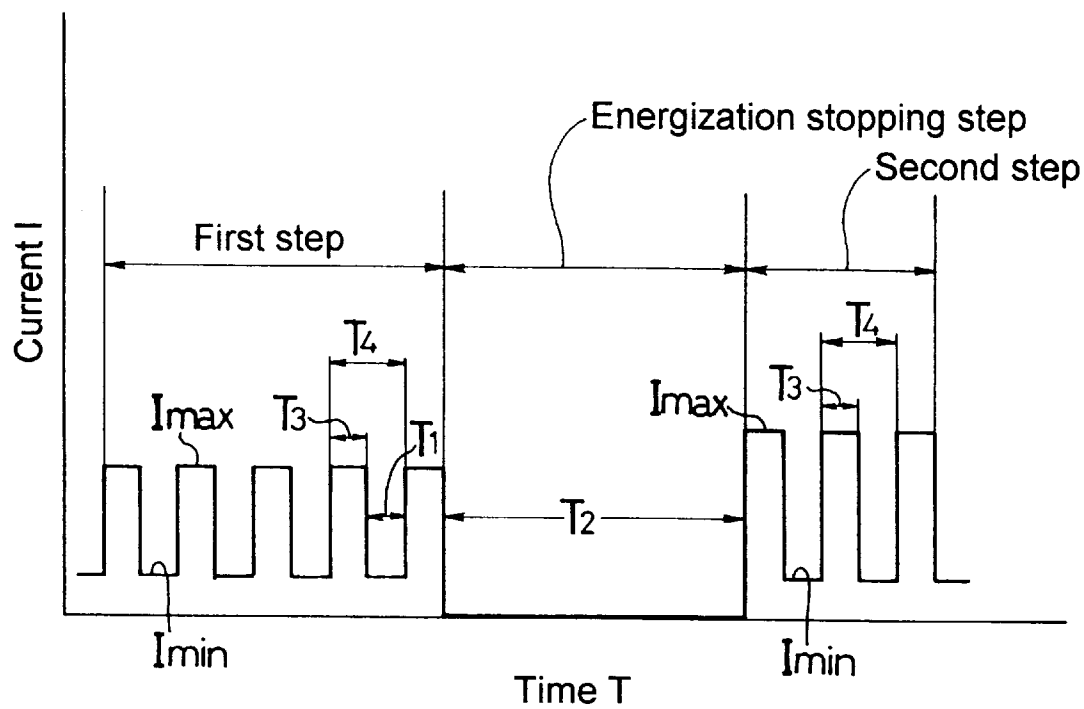 Energization stopping step
Second step
First step
Current I
T4
T4
T3
Imax
T3
T1
Imax
T2
Imin
Imin
Time T